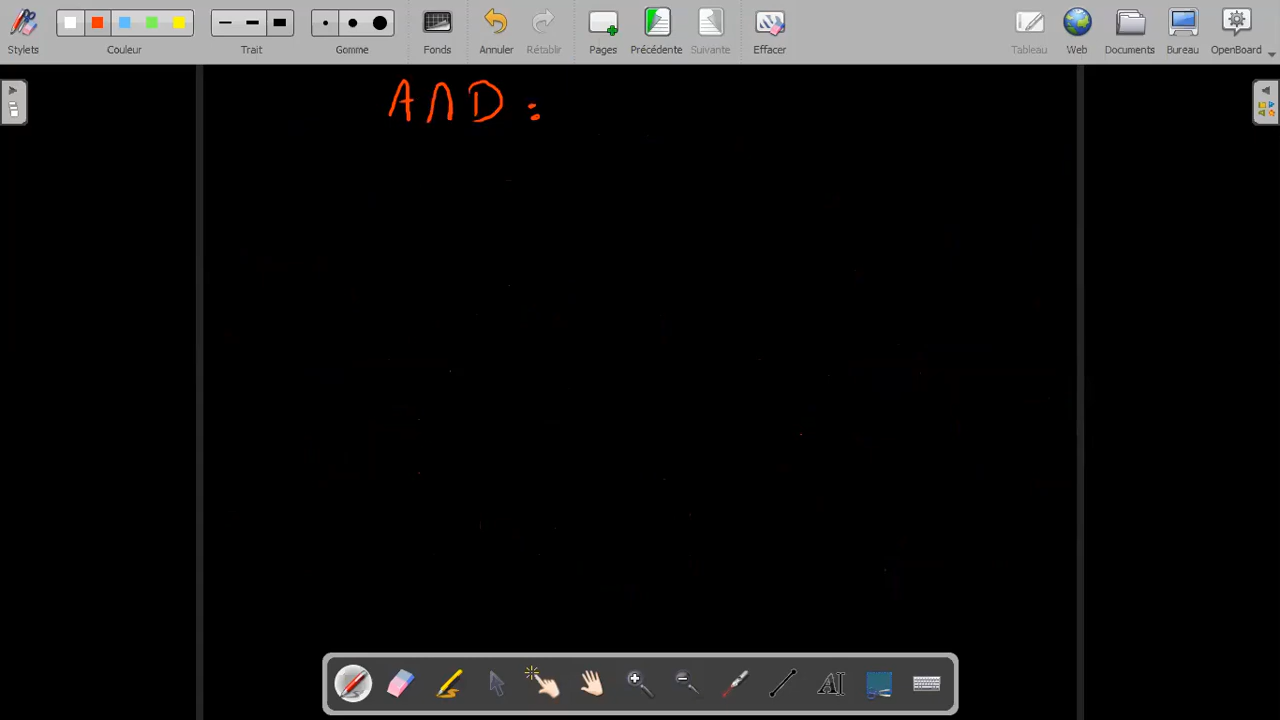 Stylets Couleur Trait Gomme Fonds Annuler Rétablir Pages Précédente Suivante Effacer Tableau Web Documents Bureau OpenBoard
AND :